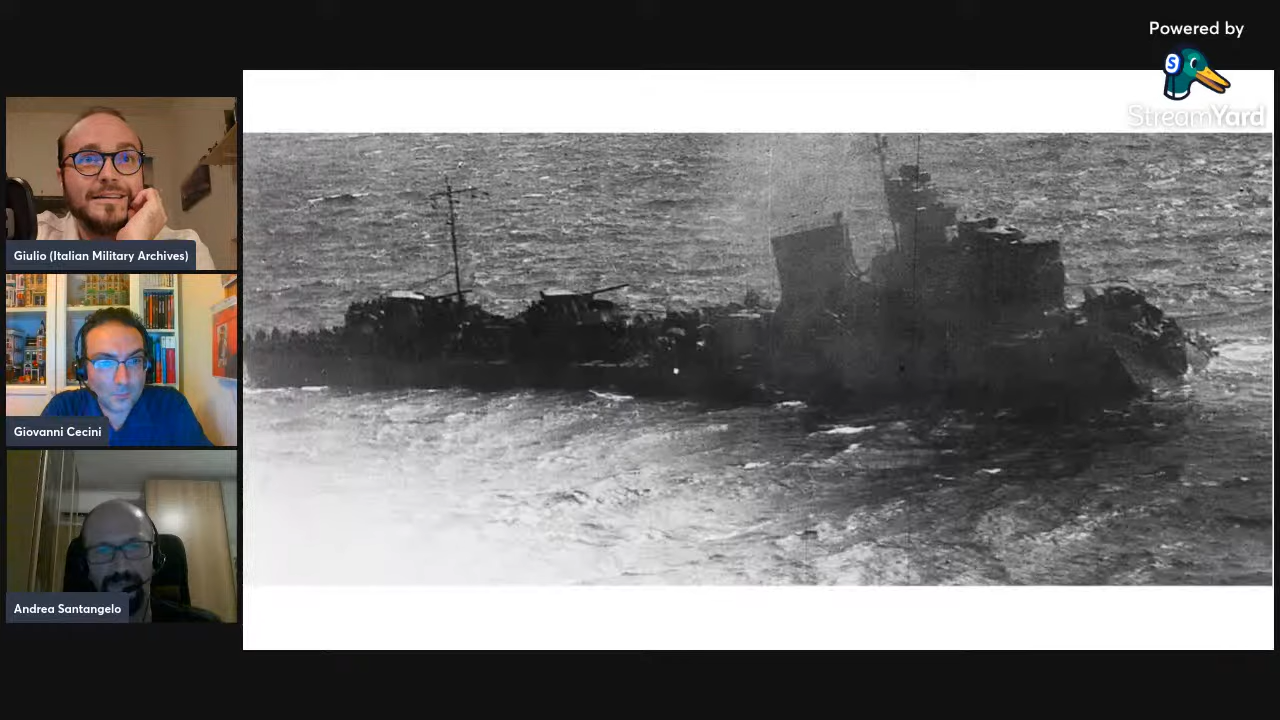 Powered by
S
StreamYard
Giulio (Italian Military Archives)
Giovanni Cecini
Andrea Santangelo